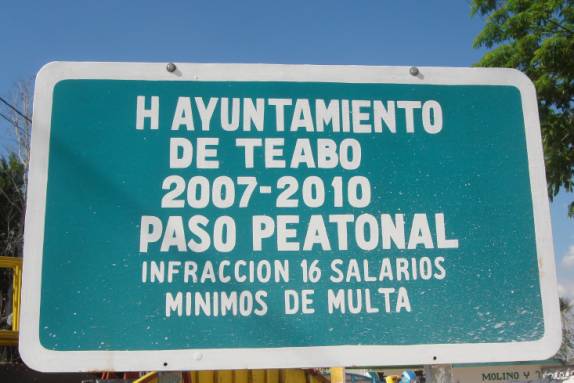 H AYUNTAMIENTO
DE TEABO
2007-2010
PASO PEATONAL
INFRACCION 16 SALARIOS
MINIMOS DE MULTA
MOLINO Y